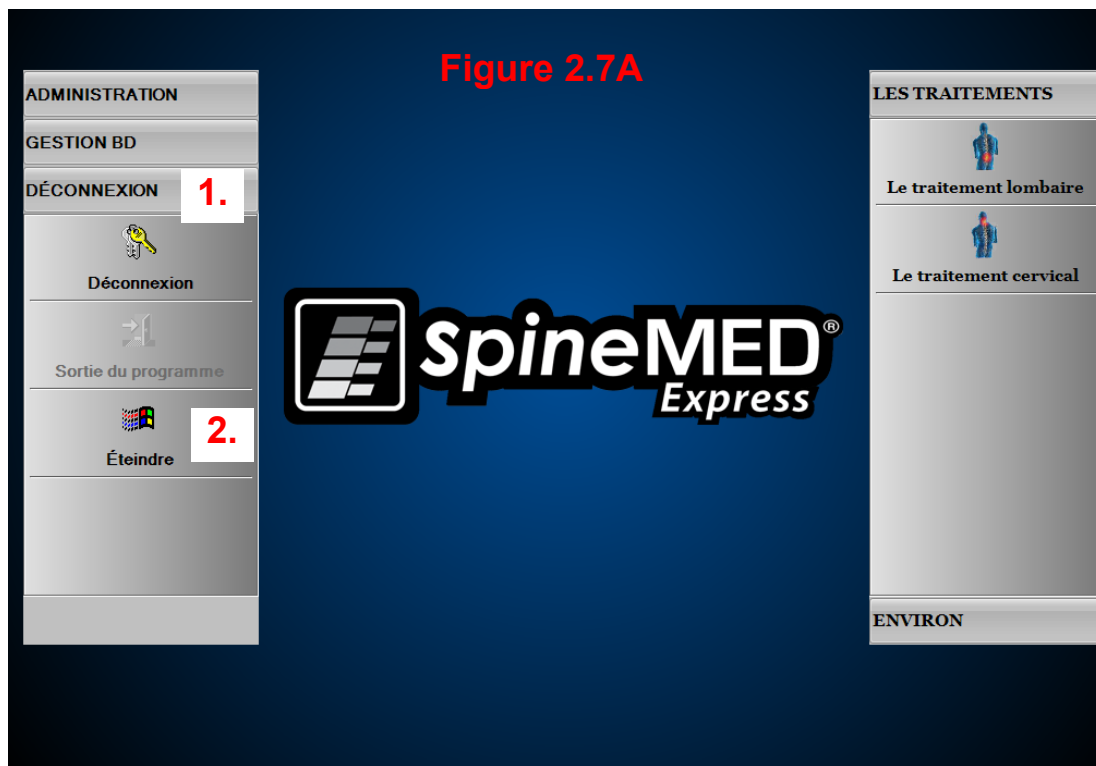 Figure 2.7A
ADMINISTRATION
GESTION BD
DÉCONNEXION
1.
Déconnexion
Sortie du programme
2.
Éteindre
SpineMED®
Express
LES TRAITEMENTS
Le traitement lombaire
Le traitement cervical
ENVIRON